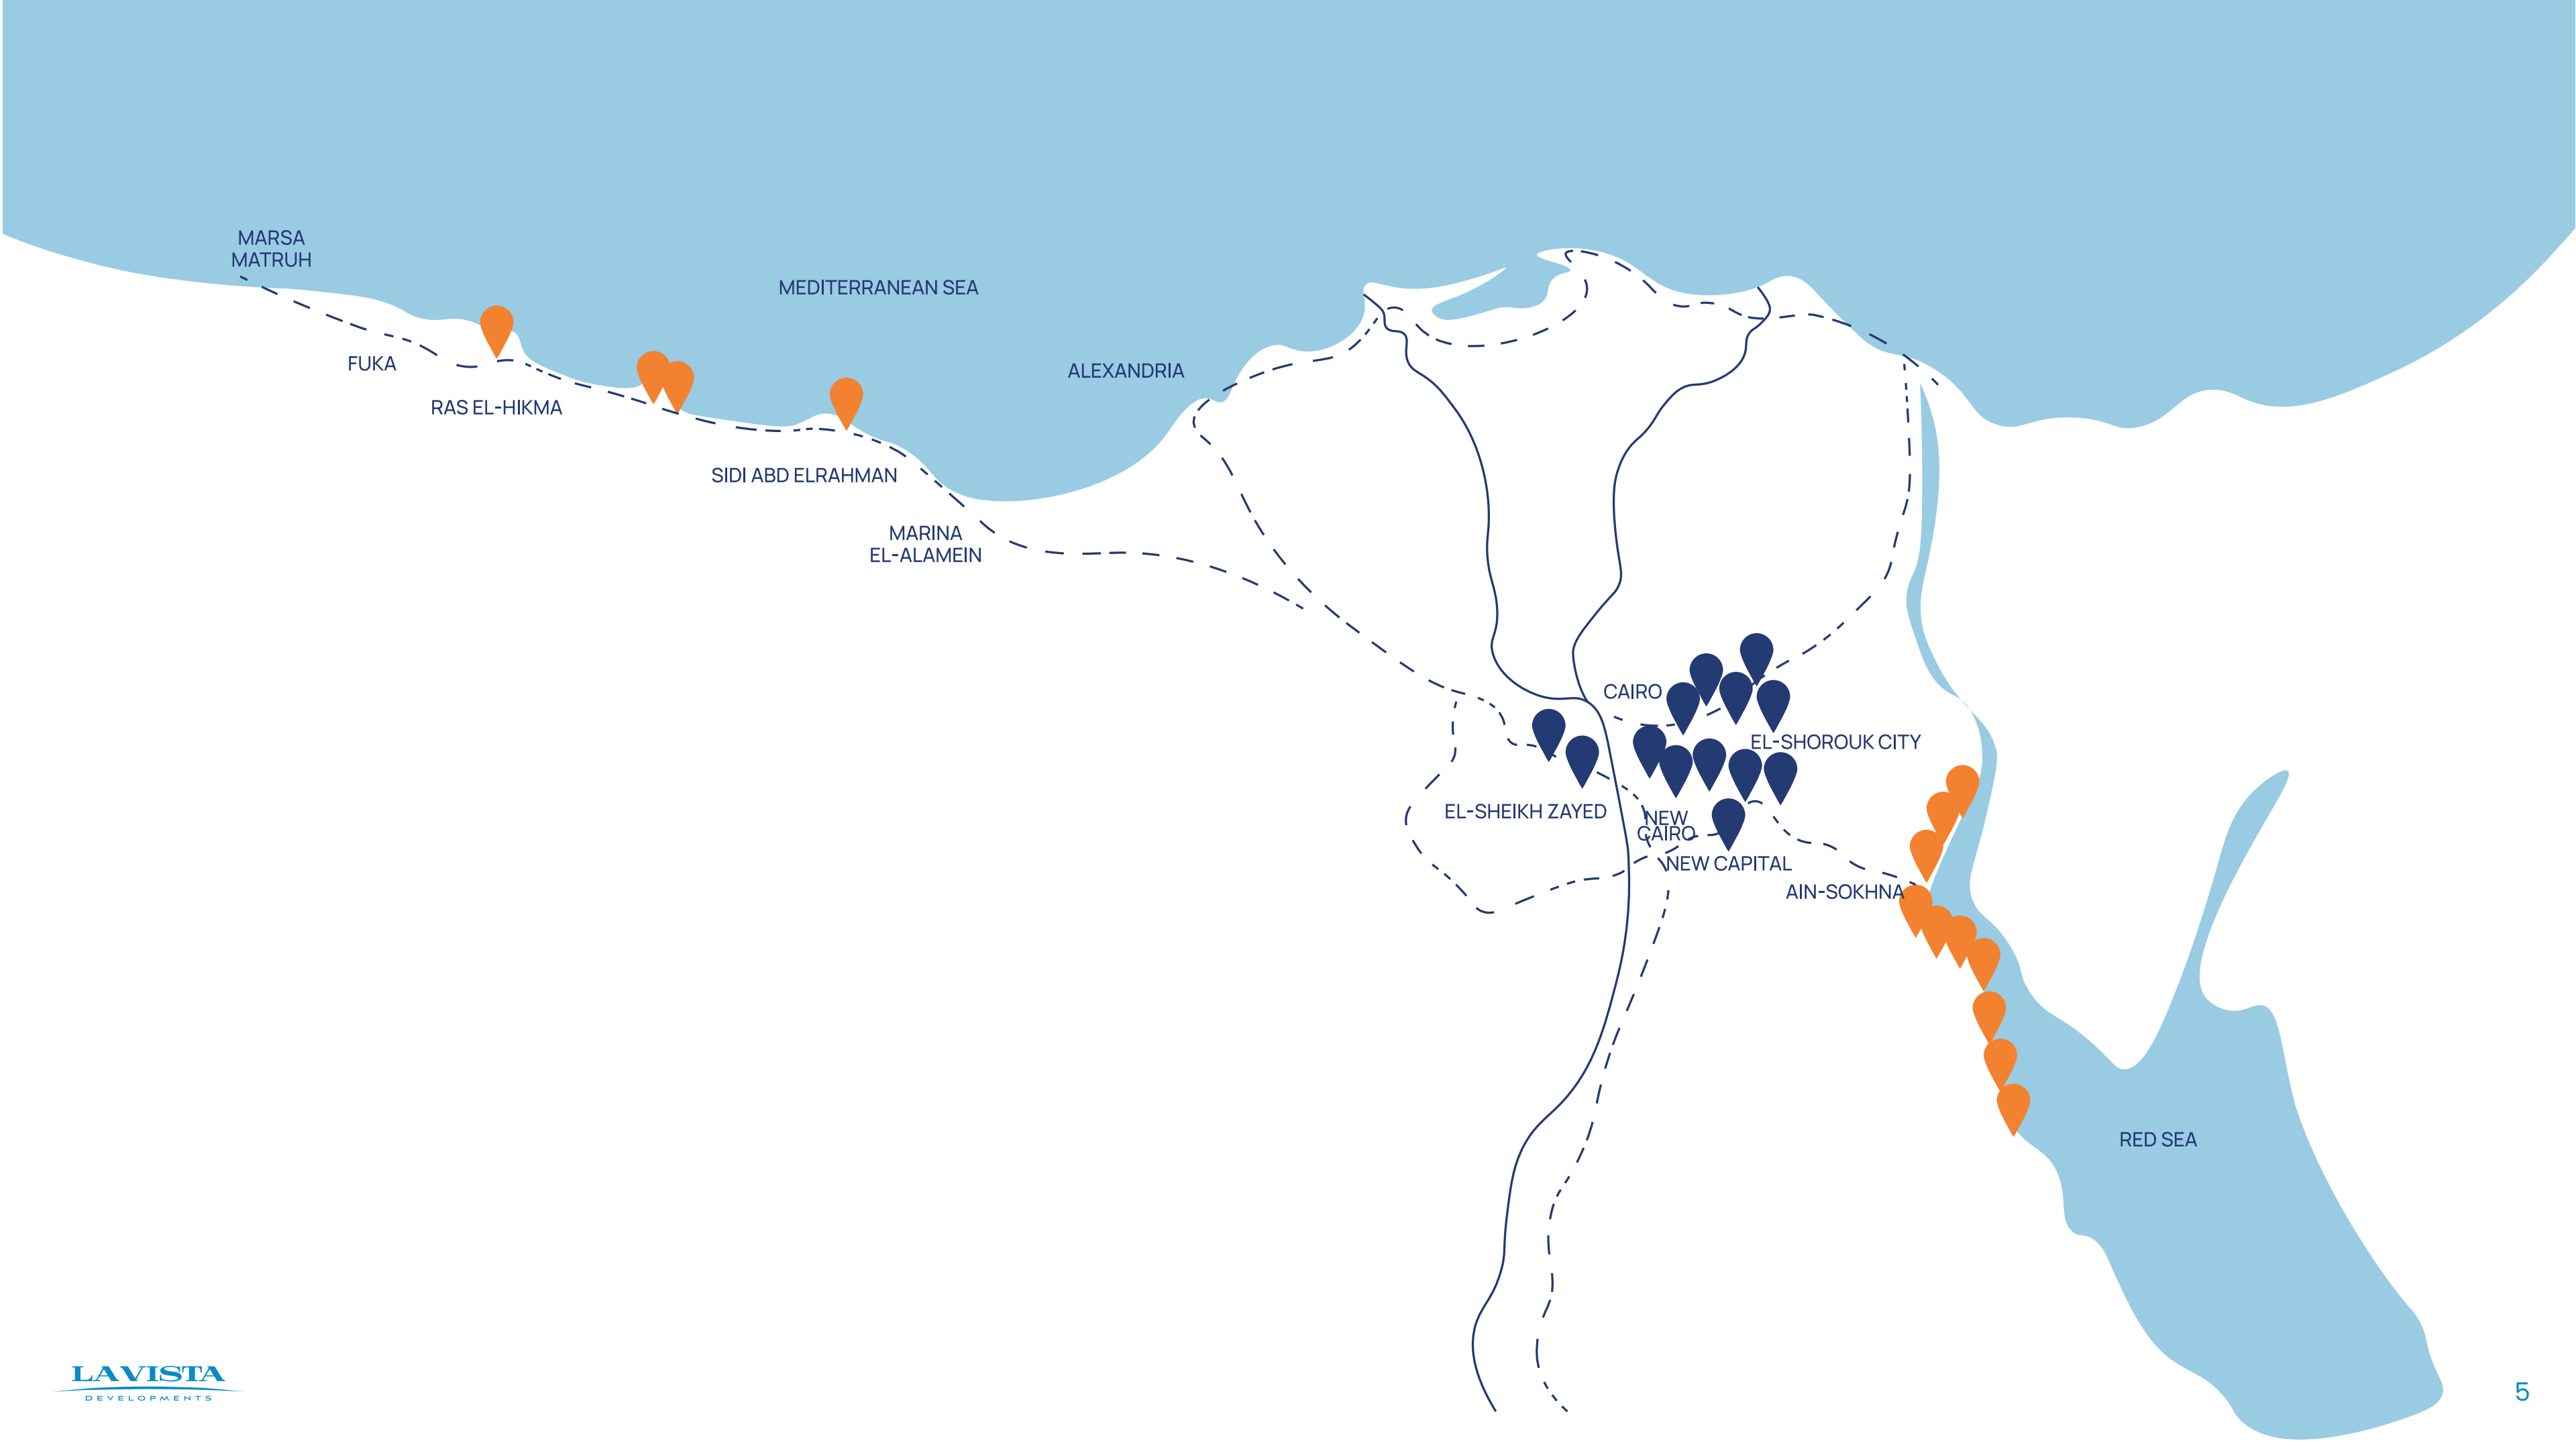 MARSA
MATRUH
MEDITERRANEAN SEA
FUKA
ALEXANDRIA
RAS EL-HIKMA
SIDI ABD ELRAHMAN
MARINA
EL-ALAMEIN
CAIRO
EL-SHOROUK CITY
EL-SHEIKH ZAYED
NEW
CAIRO
NEW CAPITAL
AIN-SOKHNA
RED SEA
LAVISTA
DEVELOPMENTS
5